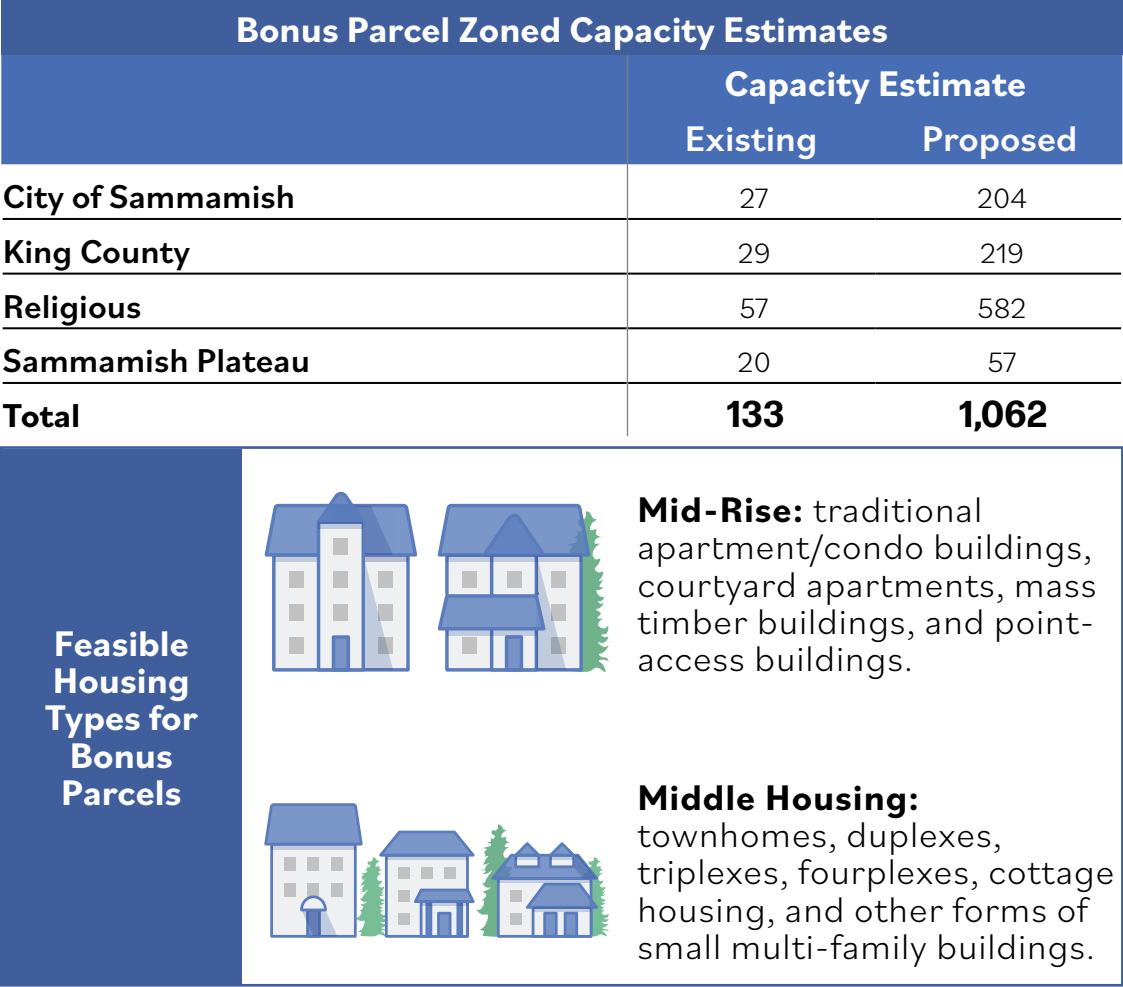 Bonus Parcel Zoned Capacity Estimates
Capacity Estimate
Existing Proposed
City of Sammamish 27 204
King County 29 219
Religious 57 582
Sammamish Plateau 20 57
Total 133 1,062
Feasible
Housing
Types for
Bonus
Parcels
Mid-Rise: traditional
apartment/condo buildings,
courtyard apartments, mass
timber buildings, and point-
access buildings.
Middle Housing:
townhomes, duplexes,
triplexes, fourplexes, cottage
housing, and other forms of
small multi-family buildings.